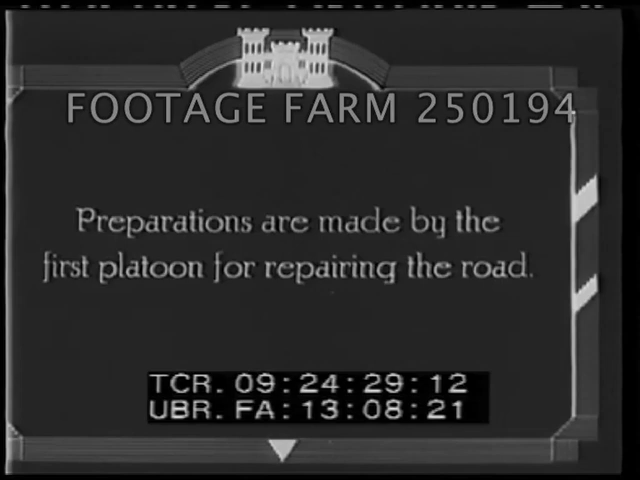 FOOTAGE FARM 250194
Preparations are made by the
first platoon for repairing the road.
TCR. 09:24:29:12
UBR. FA:13:08:21